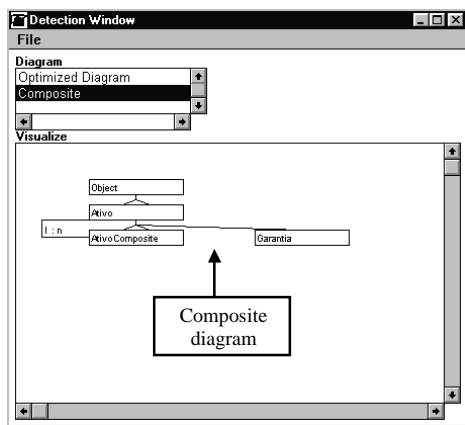 Detection Window
File
Diagram
Optimized Diagram
Composite
Visualize
Object
Ativo
1 : n
AtivoComposite
Garantia
Composite
diagram